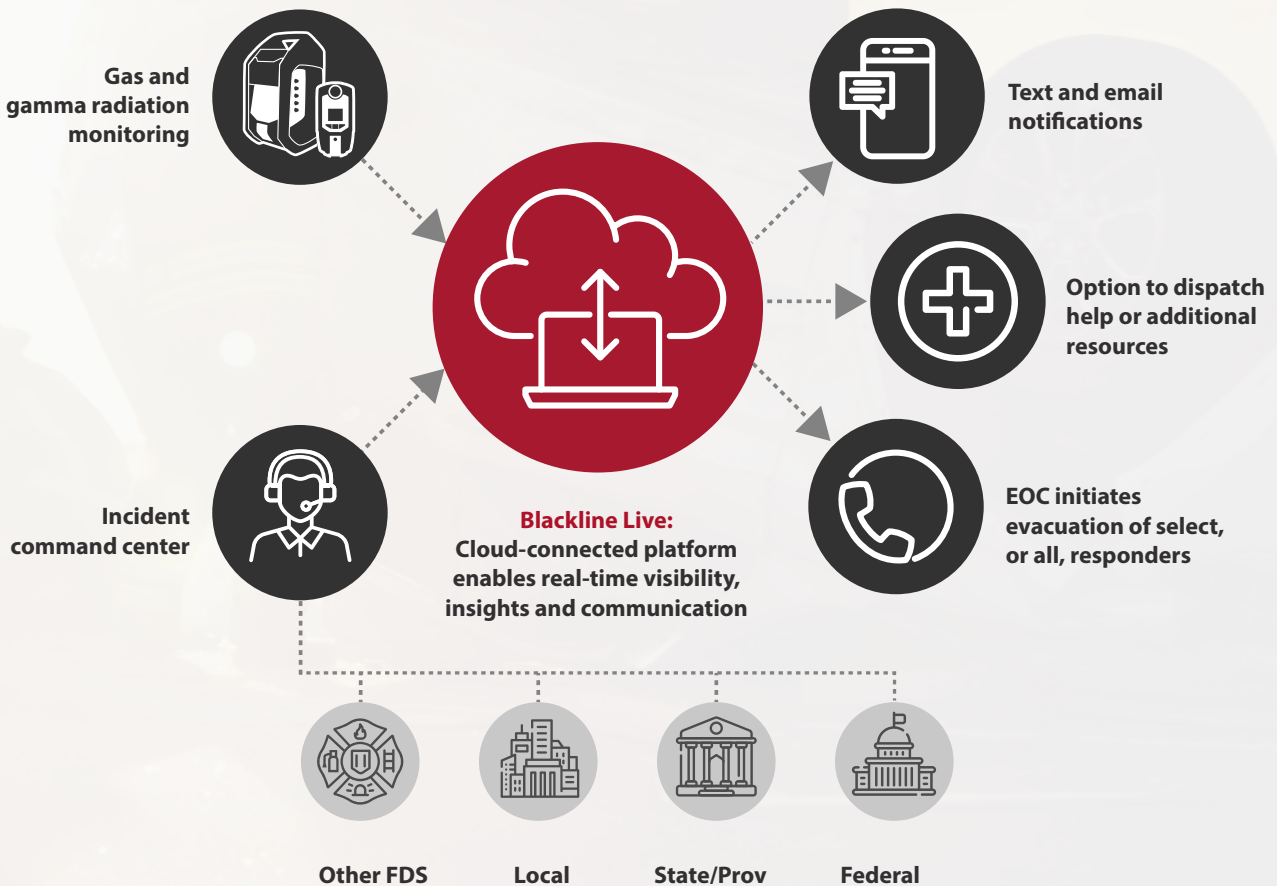 Gas and
gamma radiation
monitoring
Text and email
notifications
Option to dispatch
help or additional
resources
Incident
command center
Blackline Live:
Cloud-connected platform
enables real-time visibility,
insights and communication
EOC initiates
evacuation of select,
or all, responders
Other FDS
Local
State/Prov
Federal